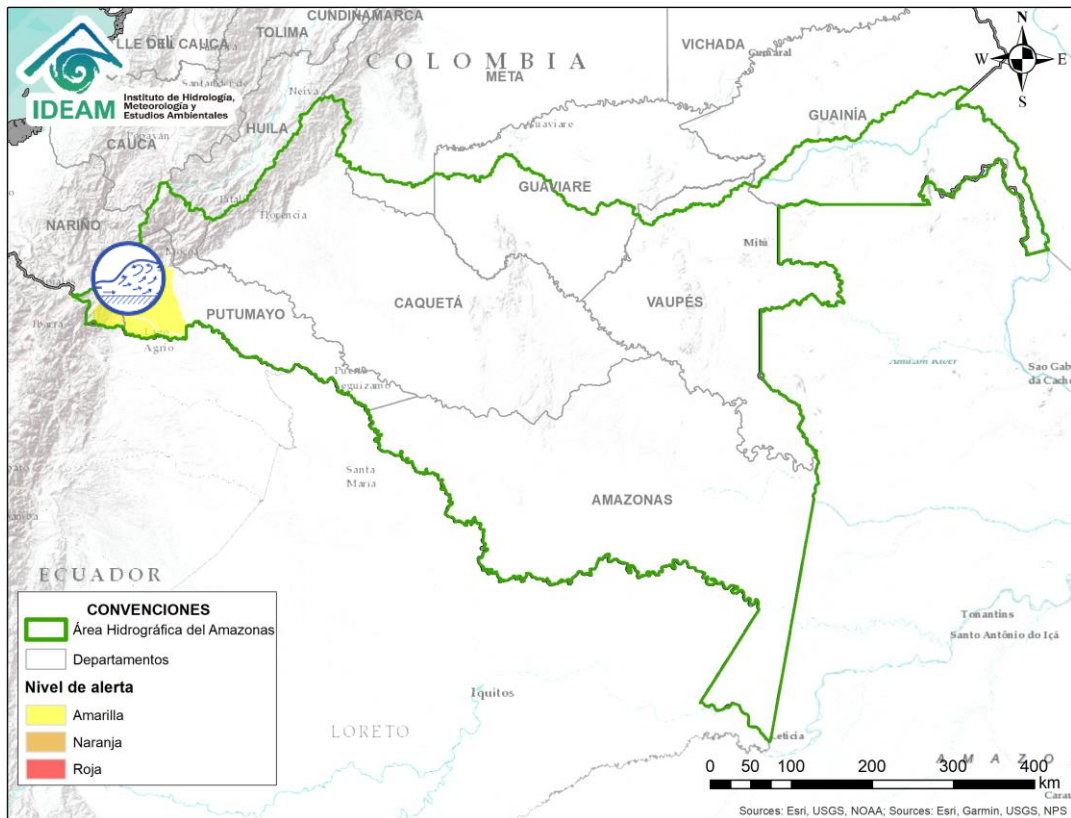 CUNDINAMARCA
LLE DEL CAUCA
TOLIMA
COLOMBIA
VICHADA
META
N
W
E
S
IDEAM
Instituto de Hidrología,
Meteorología y
Estudios Ambientales
Neiva
HUILA
Popayán
CAUCA
GUAINÍA
GUAVIARE
NARIÑO
Florencia
Mitú
CAQUETÁ
VAUPÉS
PUTUMAYO
Ibarra
Agrio
Sao Gab
da Cacho
Santa
Maria
AMAZONAS
ECUADOR
Tonantins
Santo Antônio do Içá
Iquitos
LORETO
Leticia
A M A Z O
CONVENCIONES
Área Hidrográfica del Amazonas
Departamentos
Nivel de alerta
Amarilla
Naranja
Roja
0 50 100 200 300 400
km
Sources: Esri, USGS, NOAA; Sources: Esri, Garmin, USGS, NPS